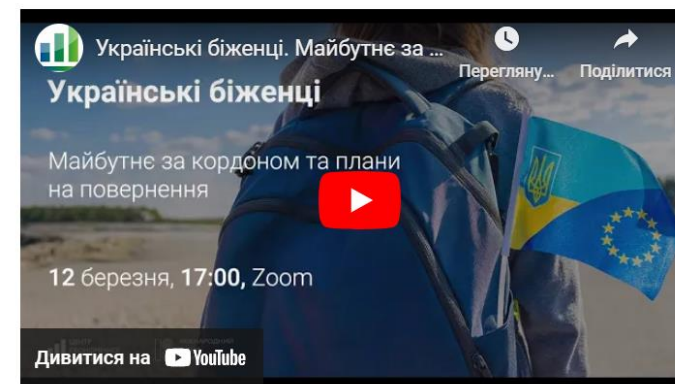 Українські біженці. Майбутнє за ...
Перегляну...
Поділитися
Українські біженці
Майбутнє за кордоном та плани
на повернення
12 березня, 17:00, Zoom
Дивитися на YouTube